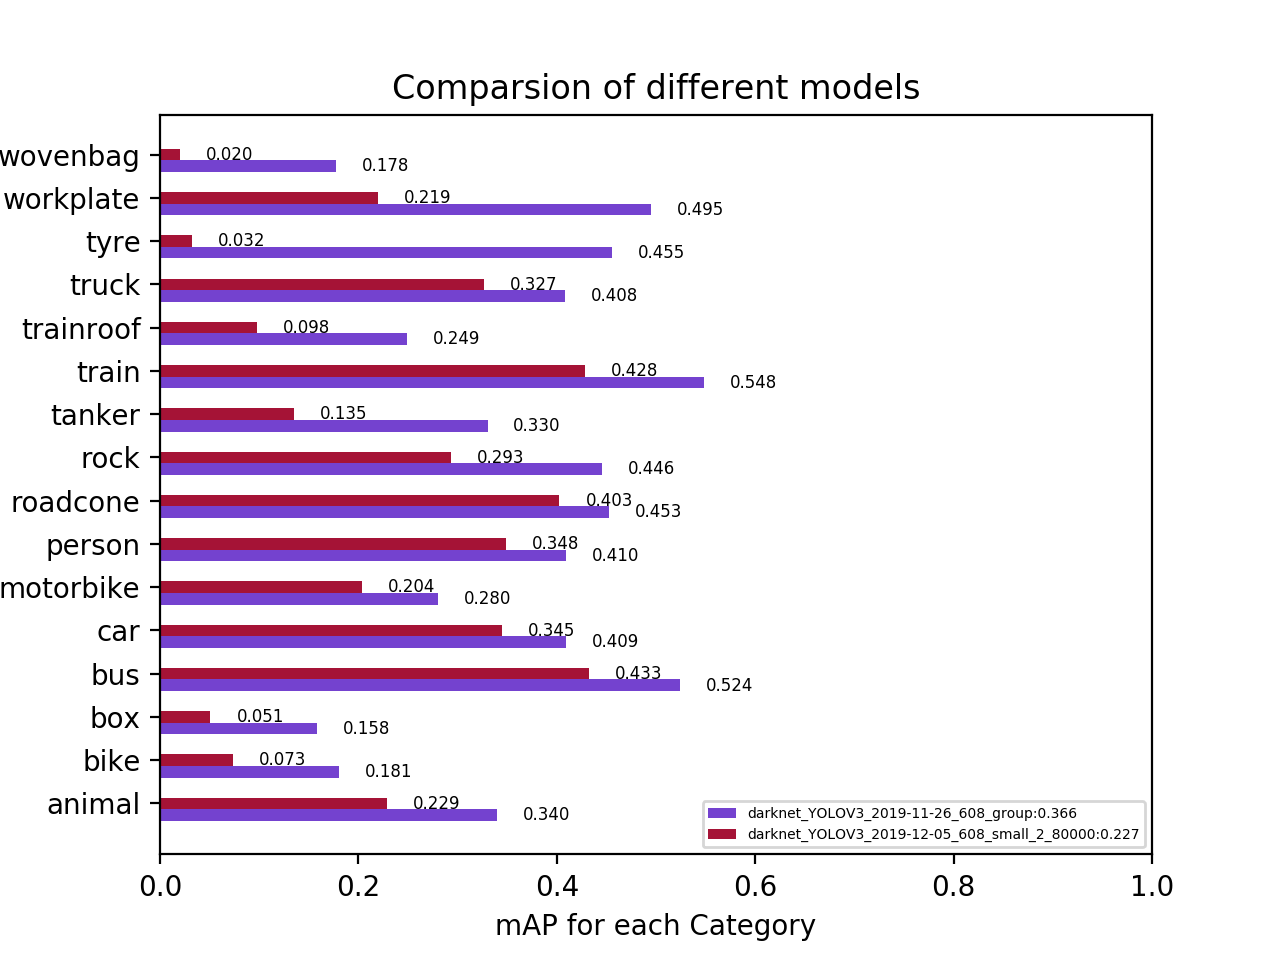 Comparsion of different models
wovenbag 0.020
0.178
workplate 0.219
0.495
tyre 0.032
0.455
truck 0.327
0.408
trainroof 0.098
0.249
train 0.428
0.548
tanker 0.135
0.330
rock 0.293
0.446
roadcone 0.403
0.453
person 0.348
0.410
motorbike 0.204
0.280
car 0.345
0.409
bus 0.433
0.524
box 0.051
0.158
bike 0.073
0.181
animal 0.229
0.340
darknet_YOLOV3_2019-11-26_608_group:0.366
darknet_YOLOV3_2019-12-05_608_small_2_80000:0.227
0.0 0.2 0.4 0.6 0.8 1.0
mAP for each Category